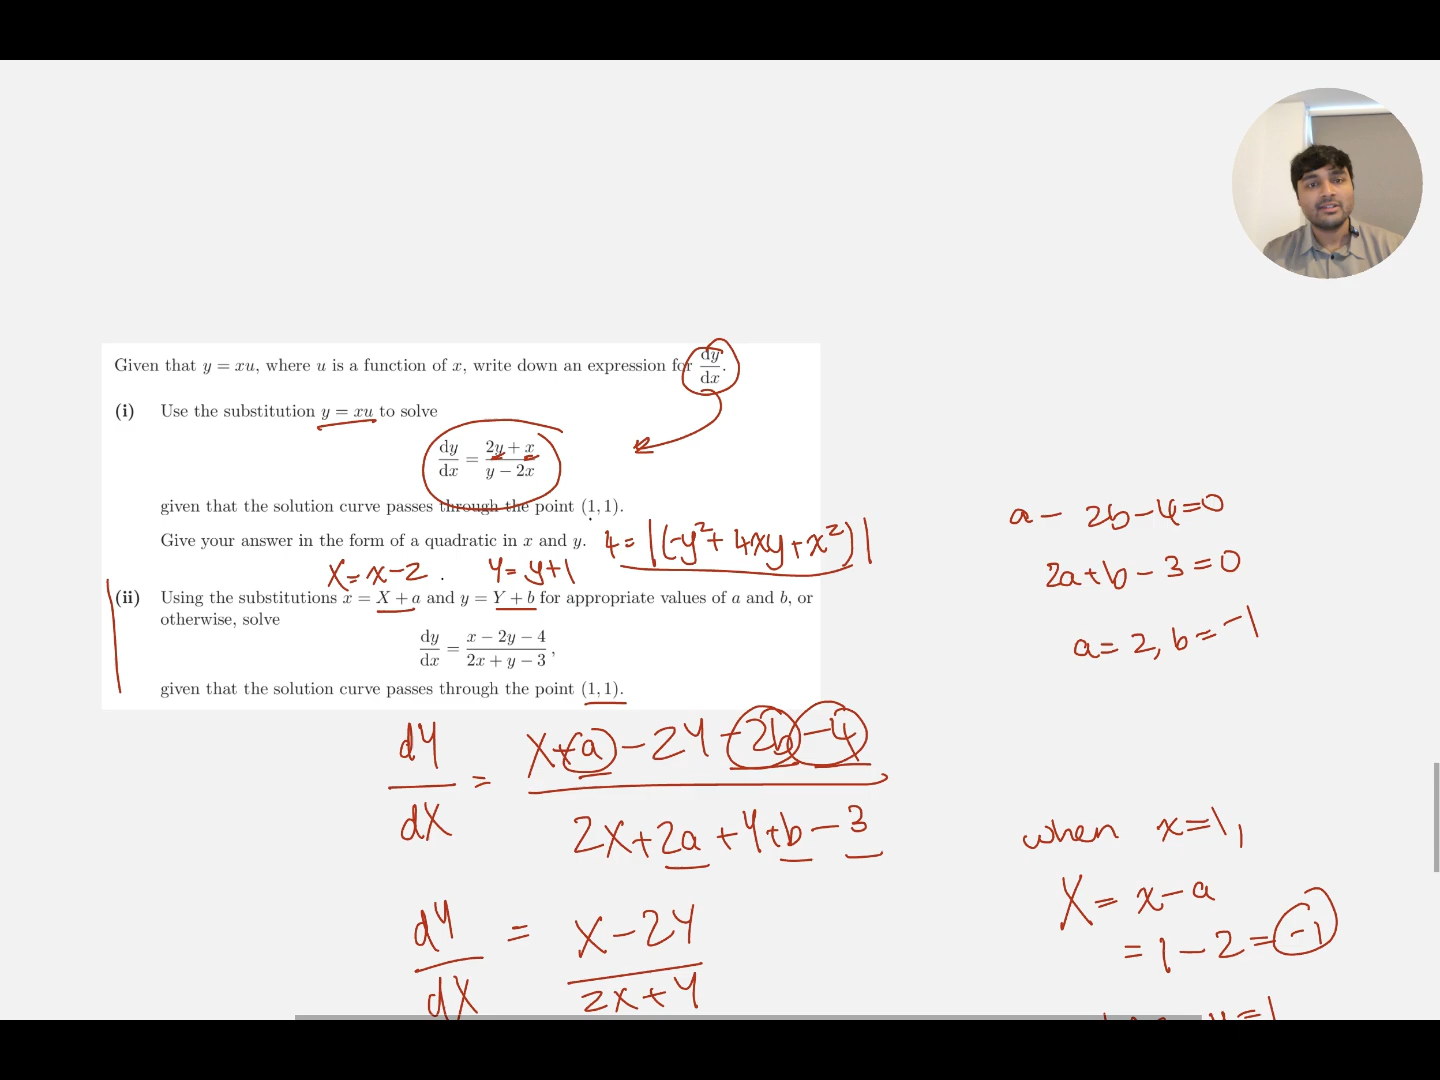 Given that y = xu, where u is a function of x, write down an expression for dy/dx.
(i) Use the substitution y = xu to solve
dy/dx = (2y + x)/(y − 2x)
given that the solution curve passes through the point (1, 1).
Give your answer in the form of a quadratic in x and y.
4 = |(-y² + 4xy + x²)|
X = x − 2 . Y = y + 1
(ii) Using the substitutions x = X + a and y = Y + b for appropriate values of a and b, or
otherwise, solve
dy/dx = (x − 2y − 4)/(2x + y − 3),
given that the solution curve passes through the point (1, 1).
dY/dX = (X + a − 2Y − 2b − 4)/(2X + 2a + Y + b − 3)
dY/dX = (X − 2Y)/(2X + Y)
a − 2b − 4 = 0
2a + b − 3 = 0
a = 2, b = −1
when x = 1,
X = x − a
= 1 − 2 = −1
y = 1